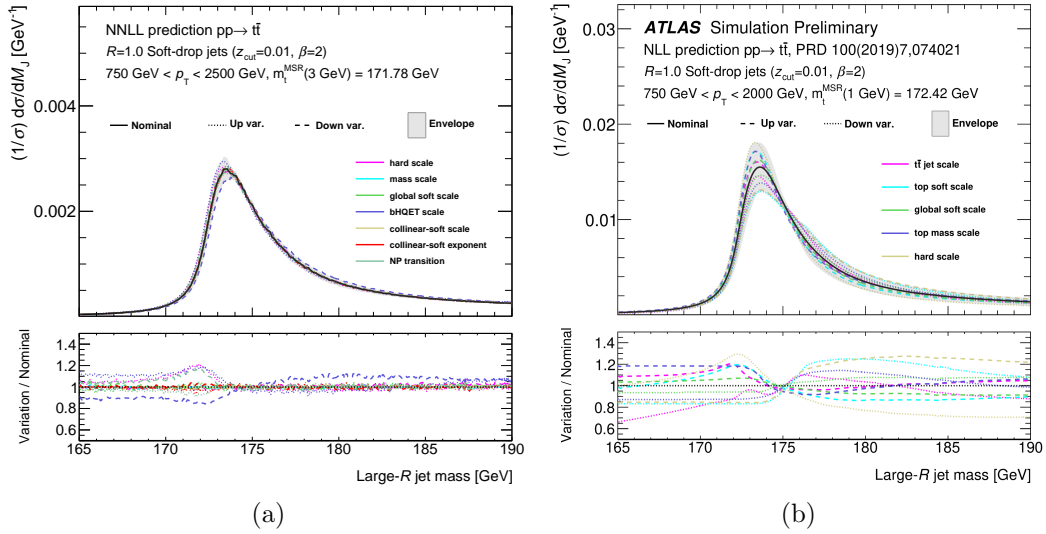 NNLL prediction pp→ tt̄
R=1.0 Soft-drop jets (z_cut=0.01, β=2)
750 GeV < p_T < 2500 GeV, m_t^MSR(3 GeV) = 171.78 GeV
Nominal
Up var.
Down var.
Envelope
hard scale
mass scale
global soft scale
bHQET scale
collinear-soft scale
collinear-soft exponent
NP transition
(1/σ) dσ/dM_J [GeV⁻¹]
0.004
0.002
Variation / Nominal
1.4
1.2
1
0.8
0.6
165 170 175 180 185 190
Large-R jet mass [GeV]
(a)
ATLAS Simulation Preliminary
NLL prediction pp→ tt̄, PRD 100(2019)7,074021
R=1.0 Soft-drop jets (z_cut=0.01, β=2)
750 GeV < p_T < 2000 GeV, m_t^MSR(1 GeV) = 172.42 GeV
Nominal
Up var.
Down var.
Envelope
tt̄ jet scale
top soft scale
global soft scale
top mass scale
hard scale
(1/σ) dσ/dM_J [GeV⁻¹]
0.03
0.02
0.01
Variation / Nominal
1.4
1.2
1
0.8
0.6
165 170 175 180 185 190
Large-R jet mass [GeV]
(b)